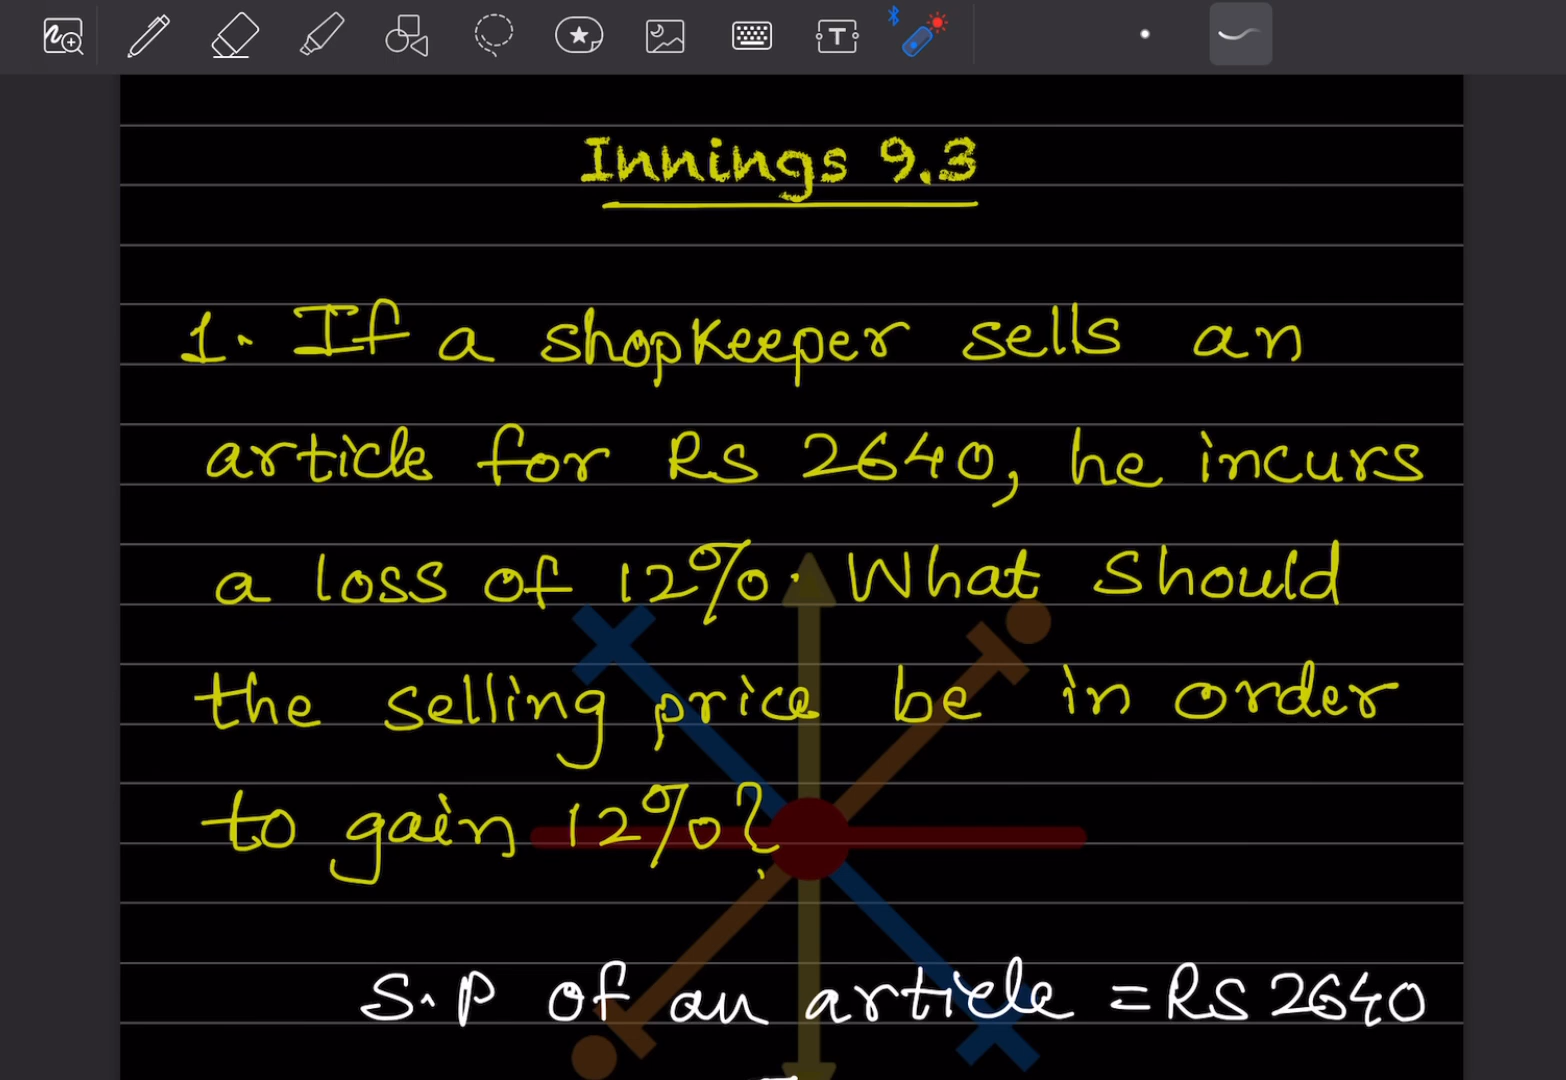 Innings 9.3
1. If a shopkeeper sells an
article for Rs 2640, he incurs
a loss of 12%. What should
the selling price be in order
to gain 12%?
S.P of an article = RS 2640